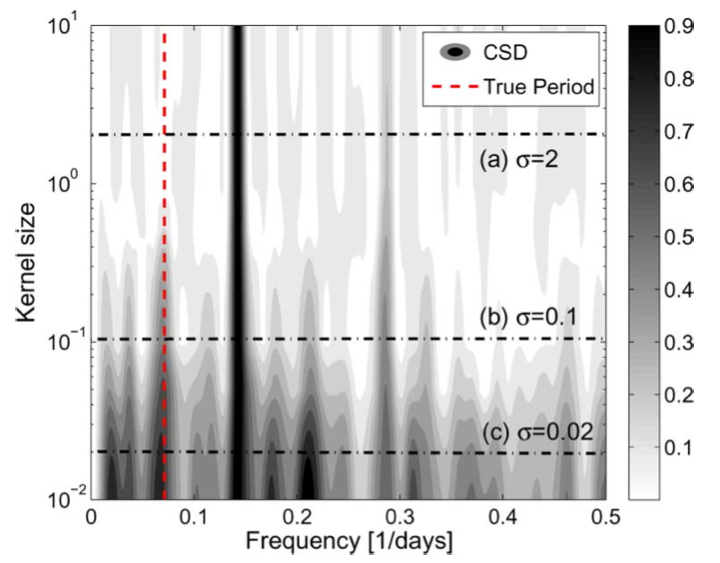 10¹
10⁰
10⁻¹
10⁻²
Kernel size
CSD
True Period
(a) σ=2
(b) σ=0.1
(c) σ=0.02
0 0.1 0.2 0.3 0.4 0.5
Frequency [1/days]
0.9
0.8
0.7
0.6
0.5
0.4
0.3
0.2
0.1